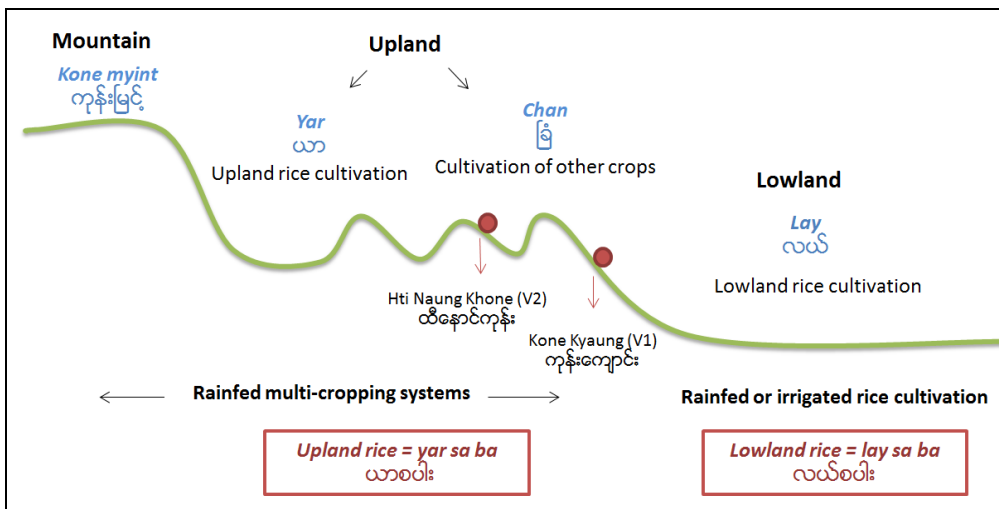 Mountain
Kone myint
ကုန်းမြင့်
Upland
Yar
ယာ
Upland rice cultivation
Chan
ခြံ
Cultivation of other crops
Lowland
Lay
လယ်
Lowland rice cultivation
Hti Naung Khone (V2)
ထီနောင်ကုန်း
Kone Kyaung (V1)
ကုန်းကျောင်း
Rainfed multi-cropping systems
Rainfed or irrigated rice cultivation
Upland rice = yar sa ba
ယာစပါး
Lowland rice = lay sa ba
လယ်စပါး